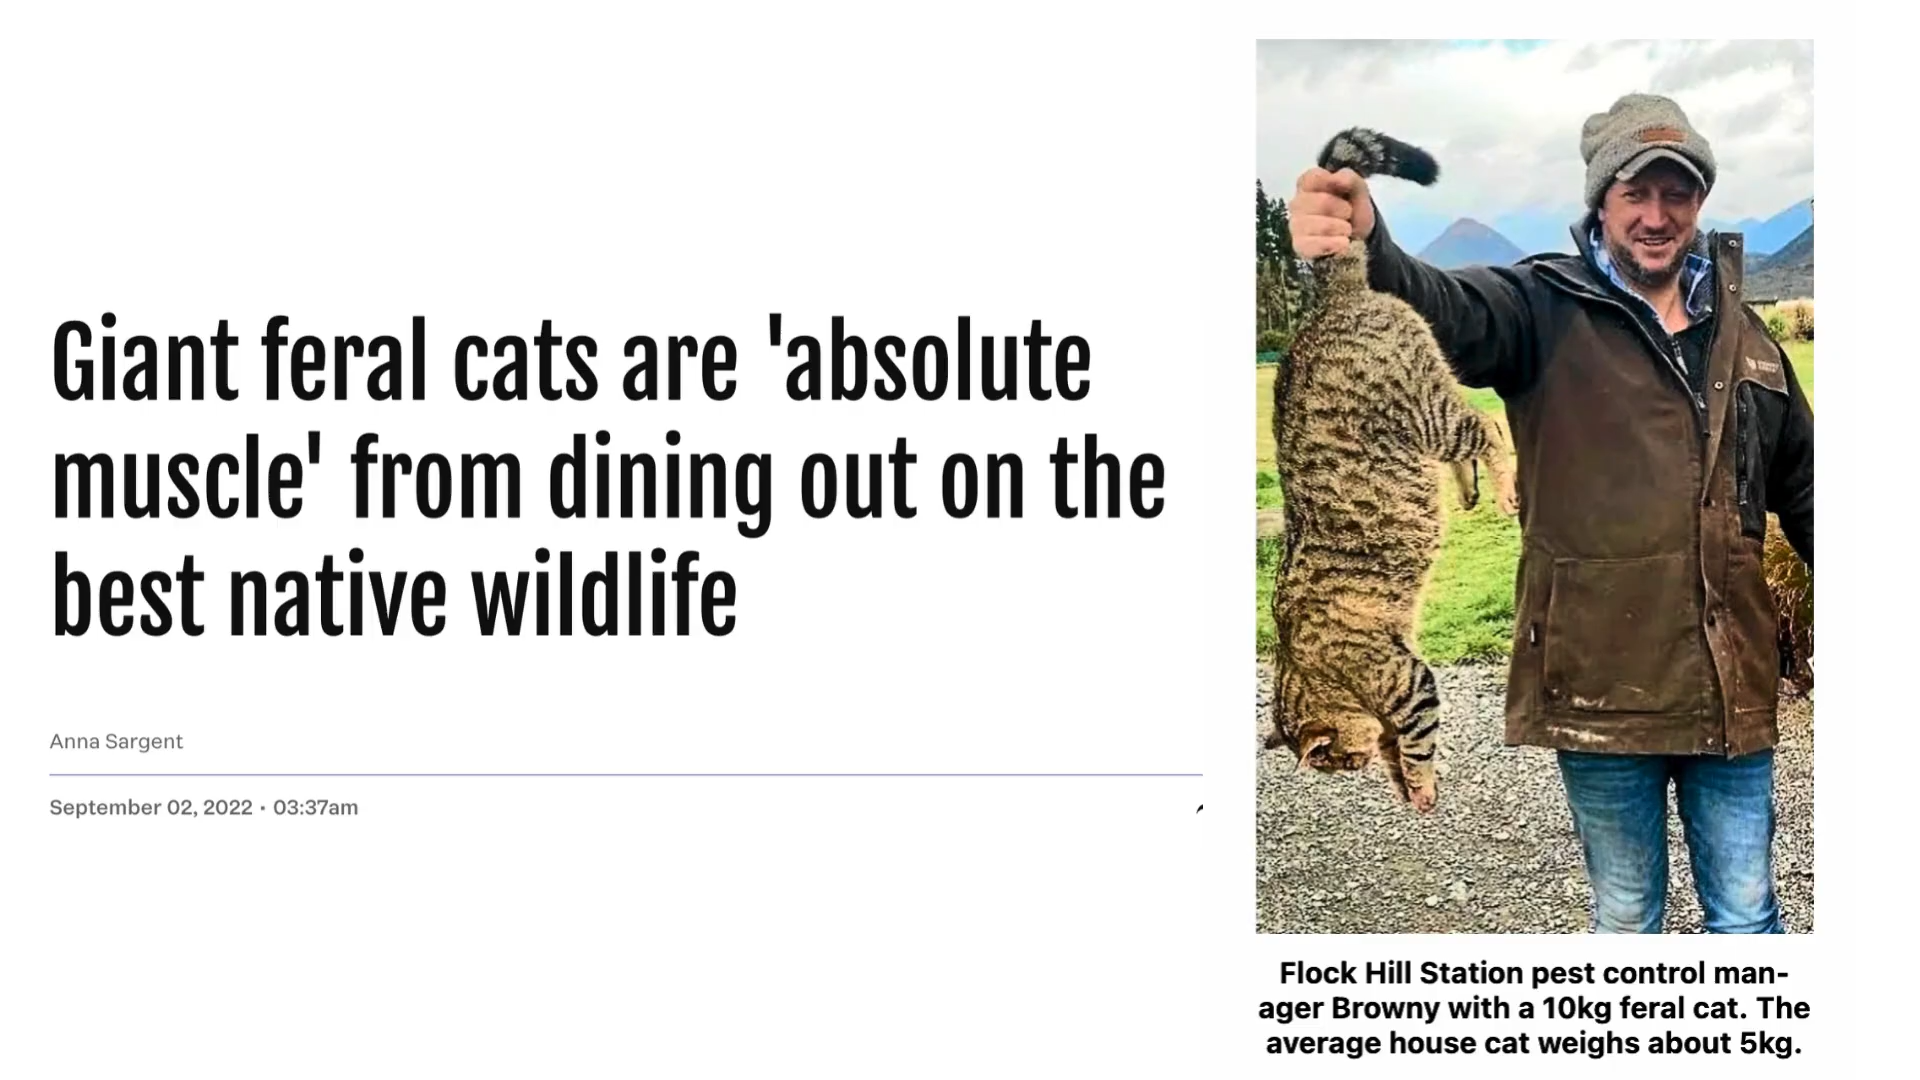 Giant feral cats are 'absolute
muscle' from dining out on the
best native wildlife
Anna Sargent
September 02, 2022 • 03:37am
Flock Hill Station pest control man-
ager Browny with a 10kg feral cat. The
average house cat weighs about 5kg.